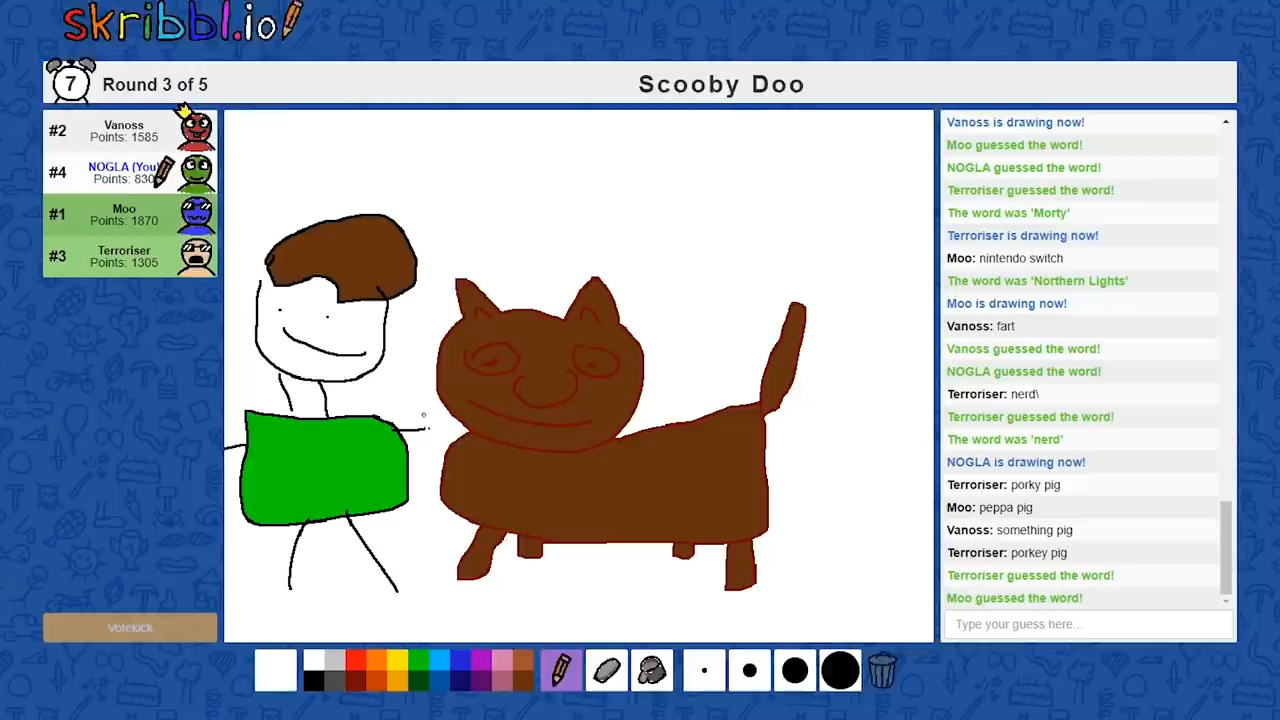 skribbl.io
7
Round 3 of 5
Scooby Doo
#2
Vanoss
Points: 1585
#4
NOGLA (You)
Points: 830
#1
Moo
Points: 1870
#3
Terroriser
Points: 1305
Votekick
Vanoss is drawing now!
Moo guessed the word!
NOGLA guessed the word!
Terroriser guessed the word!
The word was 'Morty'
Terroriser is drawing now!
Moo: nintendo switch
The word was 'Northern Lights'
Moo is drawing now!
Vanoss: fart
Vanoss guessed the word!
NOGLA guessed the word!
Terroriser: nerd\
Terroriser guessed the word!
The word was 'nerd'
NOGLA is drawing now!
Terroriser: porky pig
Moo: peppa pig
Vanoss: something pig
Terroriser: porkey pig
Terroriser guessed the word!
Moo guessed the word!
Type your guess here...